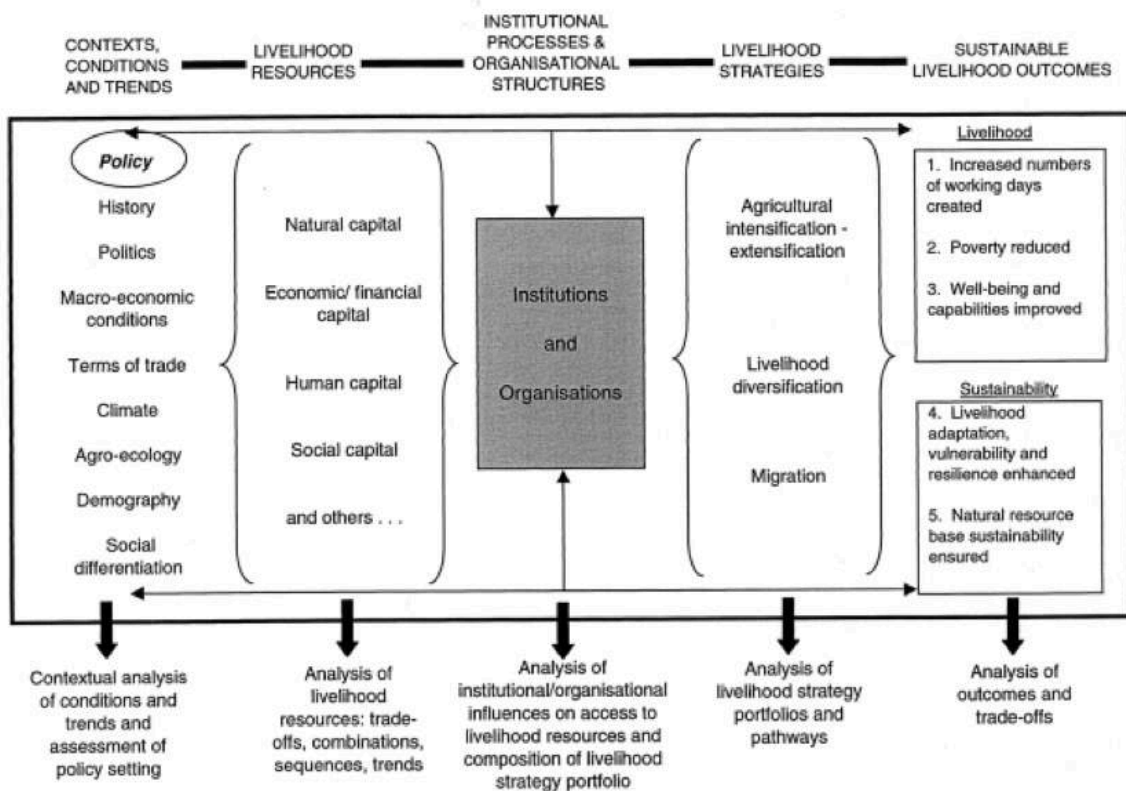 CONTEXTS,
CONDITIONS
AND TRENDS
LIVELIHOOD
RESOURCES
INSTITUTIONAL
PROCESSES &
ORGANISATIONAL
STRUCTURES
LIVELIHOOD
STRATEGIES
SUSTAINABLE
LIVELIHOOD OUTCOMES
Policy
History
Politics
Macro-economic
conditions
Terms of trade
Climate
Agro-ecology
Demography
Social
differentiation
Natural capital
Economic/ financial
capital
Human capital
Social capital
and others . . .
Institutions
and
Organisations
Agricultural
intensification -
extensification
Livelihood
diversification
Migration
Livelihood
1. Increased numbers
of working days
created
2. Poverty reduced
3. Well-being and
capabilities improved
Sustainability
4. Livelihood
adaptation,
vulnerability and
resilience enhanced
5. Natural resource
base sustainability
ensured
Contextual analysis
of conditions and
trends and
assessment of
policy setting
Analysis of
livelihood
resources: trade-
offs, combinations,
sequences, trends
Analysis of
institutional/organisational
influences on access to
livelihood resources and
composition of livelihood
strategy portfolio
Analysis of
livelihood strategy
portfolios and
pathways
Analysis of
outcomes and
trade-offs